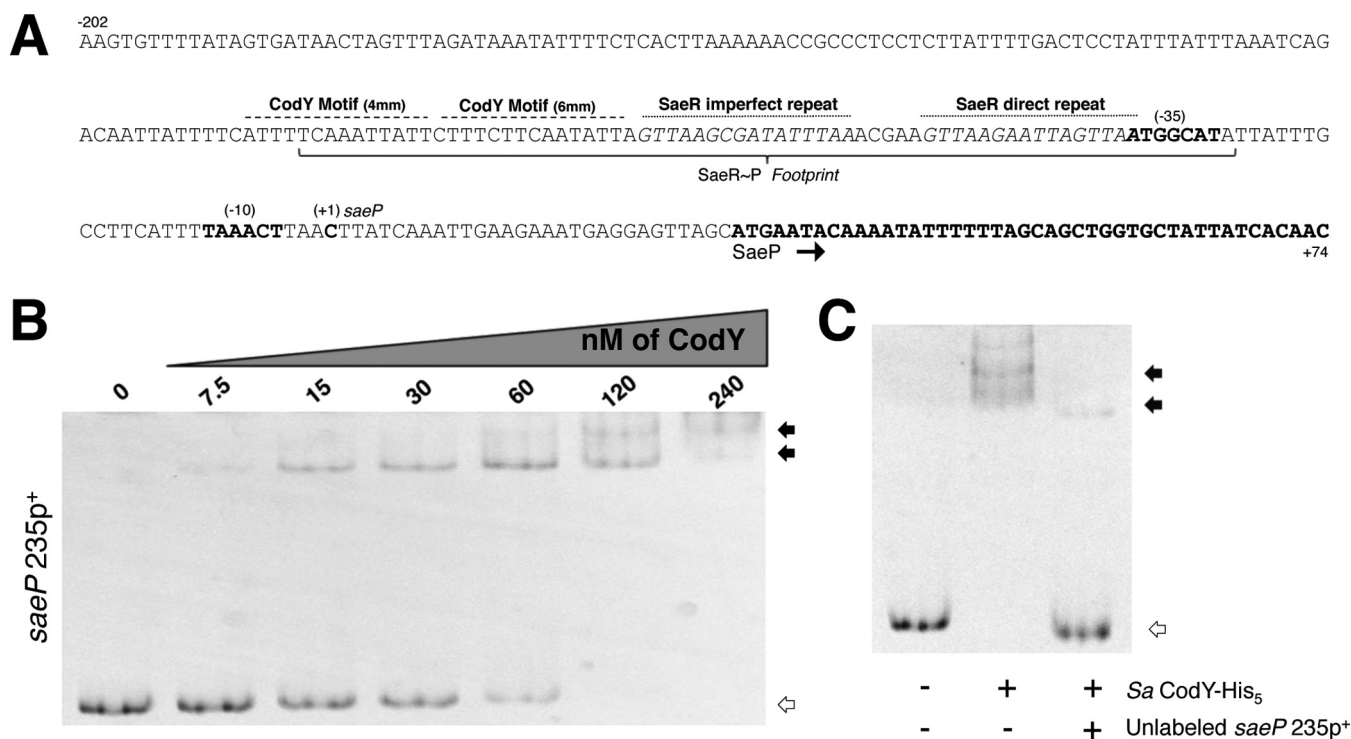 A
-202
AAGTGTTTTATAGTGATAACTAGTTTAGATAAATATTTTCTCACTTAAAAAACCGCCCTCCTCTTATTTTGACTCCTATTTATTTAAATCAG
CodY Motif (4mm) CodY Motif (6mm) SaeR imperfect repeat SaeR direct repeat
(-35)
ACAATTATTTTCATTTTCAAATTATTCTTTCTTCAATATTAGTTAAGCGATATTTAAACGAAGTTAAGAATTAGTTAATGGCATATTATTTG
SaeR~P Footprint
(-10) (+1) saeP
CCTTCATTTTAAACTTAACTTATCAAATTGAAGAAATGAGGAGTTAGCATGAATACAAAATATTTTTTAGCAGCTGGTGCTATTATCACAAC
SaeP +74
B
nM of CodY
0 7.5 15 30 60 120 240
saeP 235p+
C
- + + Sa CodY-His5
- - + Unlabeled saeP 235p+